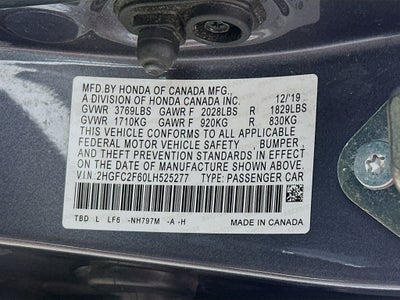 MFD.BY HONDA OF CANADA MFG.,
A DIVISION OF HONDA CANADA INC. 12/'19
GVWR 3769LBS GAWR F 2028LBS R 1829LBS
GVWR 1710KG GAWR F 920KG R 830KG
THIS VEHICLE CONFORMS TO ALL APPLICABLE
FEDERAL MOTOR VEHICLE SAFETY , BUMPER ,
AND THEFT PREVENTION STANDARDS IN EFFECT
ON THE DATE OF MANUFACTURE SHOWN ABOVE.
V.I.N: 2HGFC2F60LH525277 TYPE: PASSENGER CAR
TBD L LF6 -NH797M -A -H MADE IN CANADA